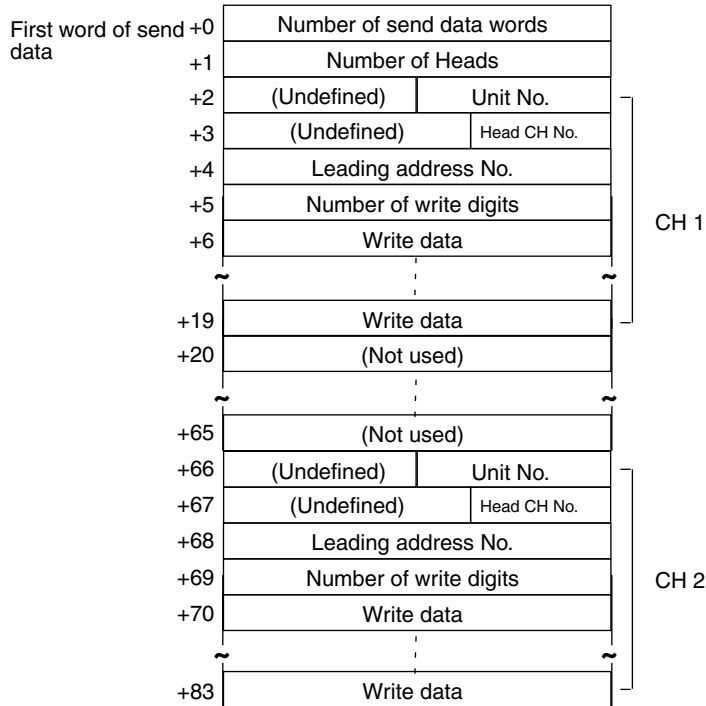 First word of send data
+0 Number of send data words
+1 Number of Heads
+2 (Undefined) Unit No.
+3 (Undefined) Head CH No.
+4 Leading address No.
+5 Number of write digits
+6 Write data
CH 1
+19 Write data
+20 (Not used)
+65 (Not used)
+66 (Undefined) Unit No.
+67 (Undefined) Head CH No.
+68 Leading address No.
+69 Number of write digits
+70 Write data
CH 2
+83 Write data